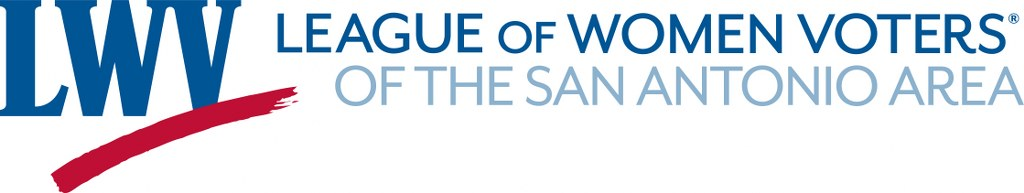 LWV
LEAGUE OF WOMEN VOTERS®
OF THE SAN ANTONIO AREA